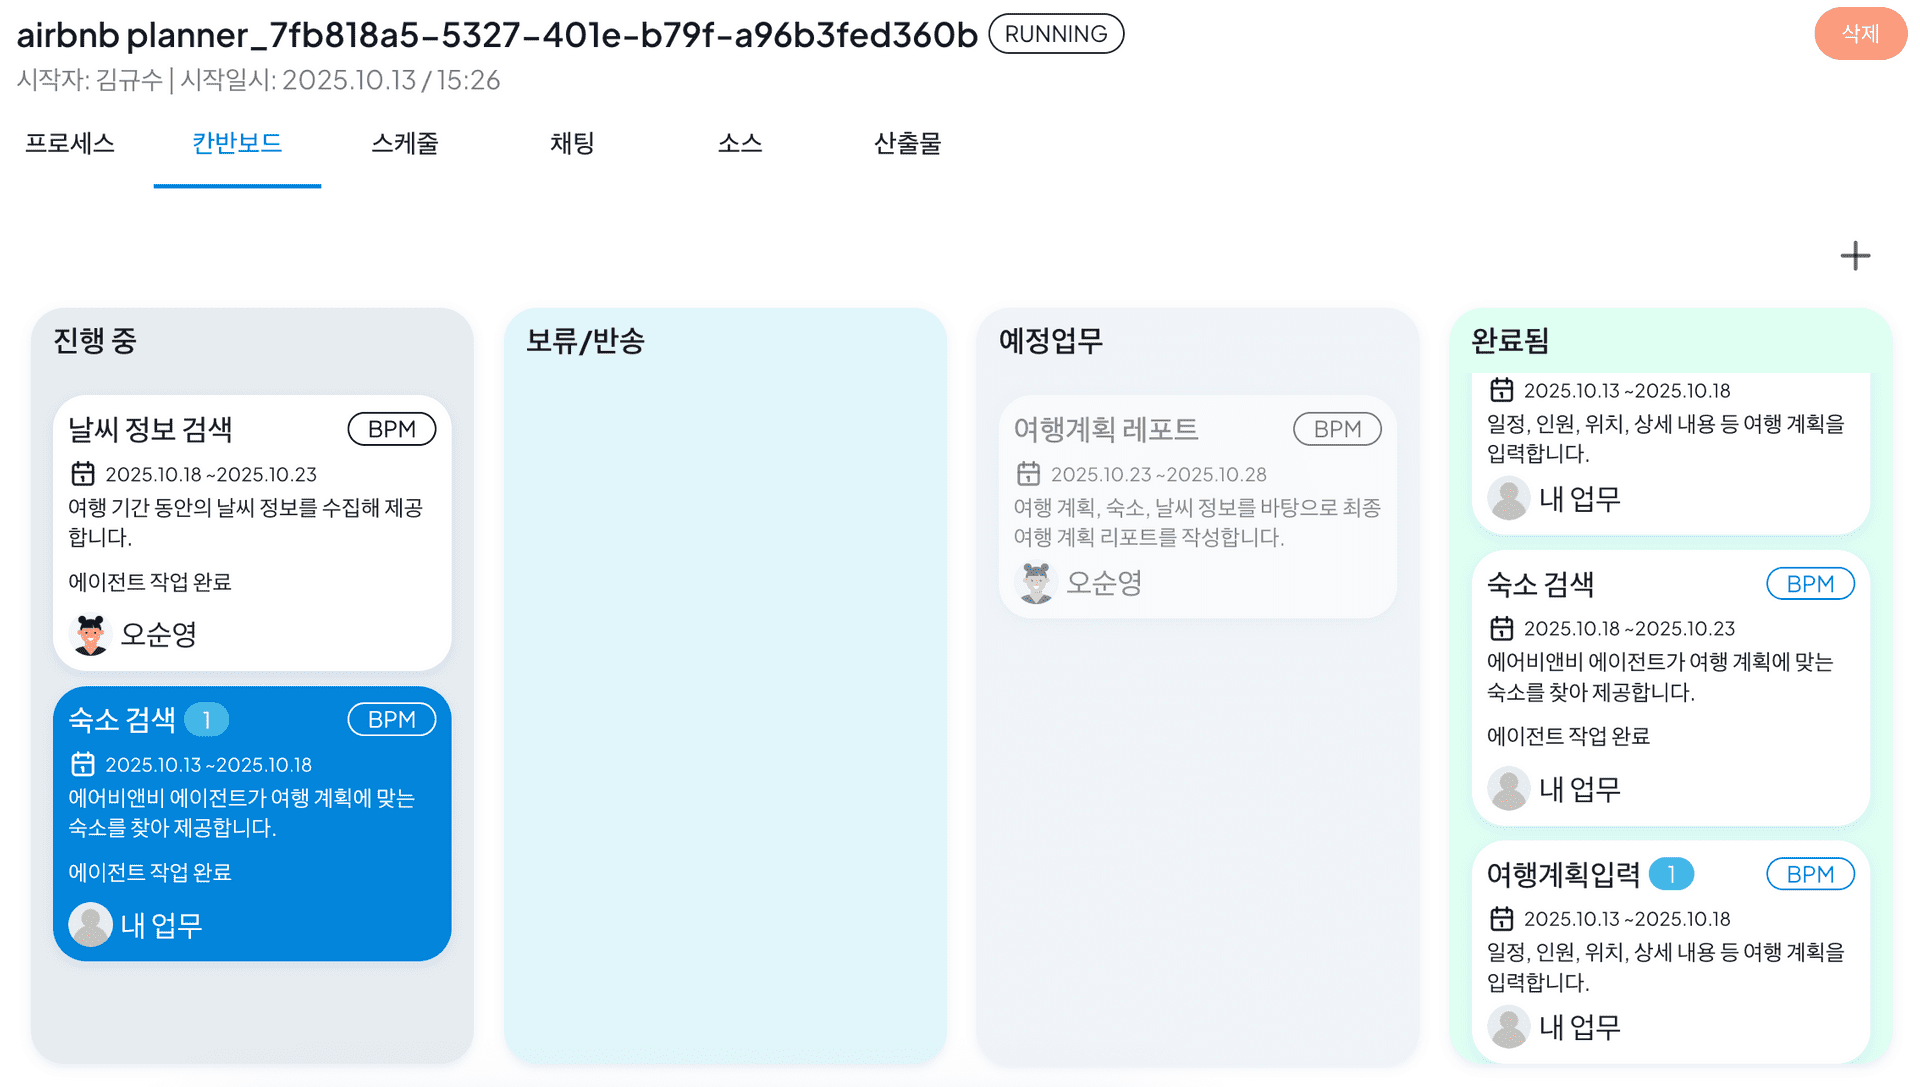 airbnb planner_7fb818a5-5327-401e-b79f-a96b3fed360b RUNNING
삭제
시작자: 김규수 | 시작일시: 2025.10.13 / 15:26
프로세스 칸반보드 스케줄 채팅 소스 산출물
진행 중
날씨 정보 검색 BPM
2025.10.18 ~2025.10.23
여행 기간 동안의 날씨 정보를 수집해 제공
합니다.
에이전트 작업 완료
오순영
숙소 검색 1 BPM
2025.10.13 ~2025.10.18
에어비앤비 에이전트가 여행 계획에 맞는
숙소를 찾아 제공합니다.
에이전트 작업 완료
내 업무
보류/반송
예정업무
여행계획 레포트 BPM
2025.10.23 ~2025.10.28
여행 계획, 숙소, 날씨 정보를 바탕으로 최종
여행 계획 리포트를 작성합니다.
오순영
완료됨
2025.10.13 ~2025.10.18
일정, 인원, 위치, 상세 내용 등 여행 계획을
입력합니다.
내 업무
숙소 검색 BPM
2025.10.18 ~2025.10.23
에어비앤비 에이전트가 여행 계획에 맞는
숙소를 찾아 제공합니다.
에이전트 작업 완료
내 업무
여행계획입력 1 BPM
2025.10.13 ~2025.10.18
일정, 인원, 위치, 상세 내용 등 여행 계획을
입력합니다.
내 업무